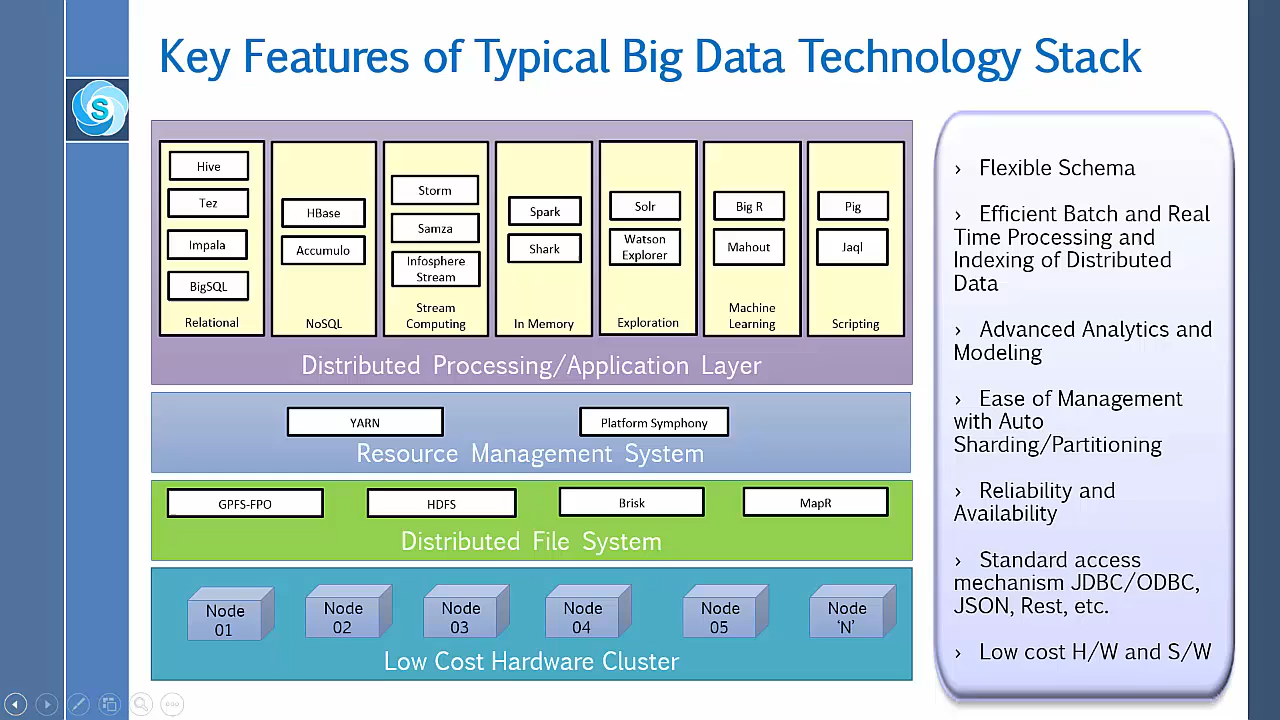 Key Features of Typical Big Data Technology Stack
S
Hive
Tez
Impala
BigSQL
Relational
HBase
Accumulo
NoSQL
Storm
Samza
Infosphere
Stream
Stream
Computing
Spark
Shark
In Memory
Solr
Watson
Explorer
Exploration
Big R
Mahout
Machine
Learning
Pig
Jaql
Scripting
Distributed Processing/Application Layer
YARN
Platform Symphony
Resource Management System
GPFS-FPO
HDFS
Brisk
MapR
Distributed File System
Node
01
Node
02
Node
03
Node
04
Node
05
Node
‘N’
Low Cost Hardware Cluster
› Flexible Schema
› Efficient Batch and Real
Time Processing and
Indexing of Distributed
Data
› Advanced Analytics and
Modeling
› Ease of Management
with Auto
Sharding/Partitioning
› Reliability and
Availability
› Standard access
mechanism JDBC/ODBC,
JSON, Rest, etc.
› Low cost H/W and S/W